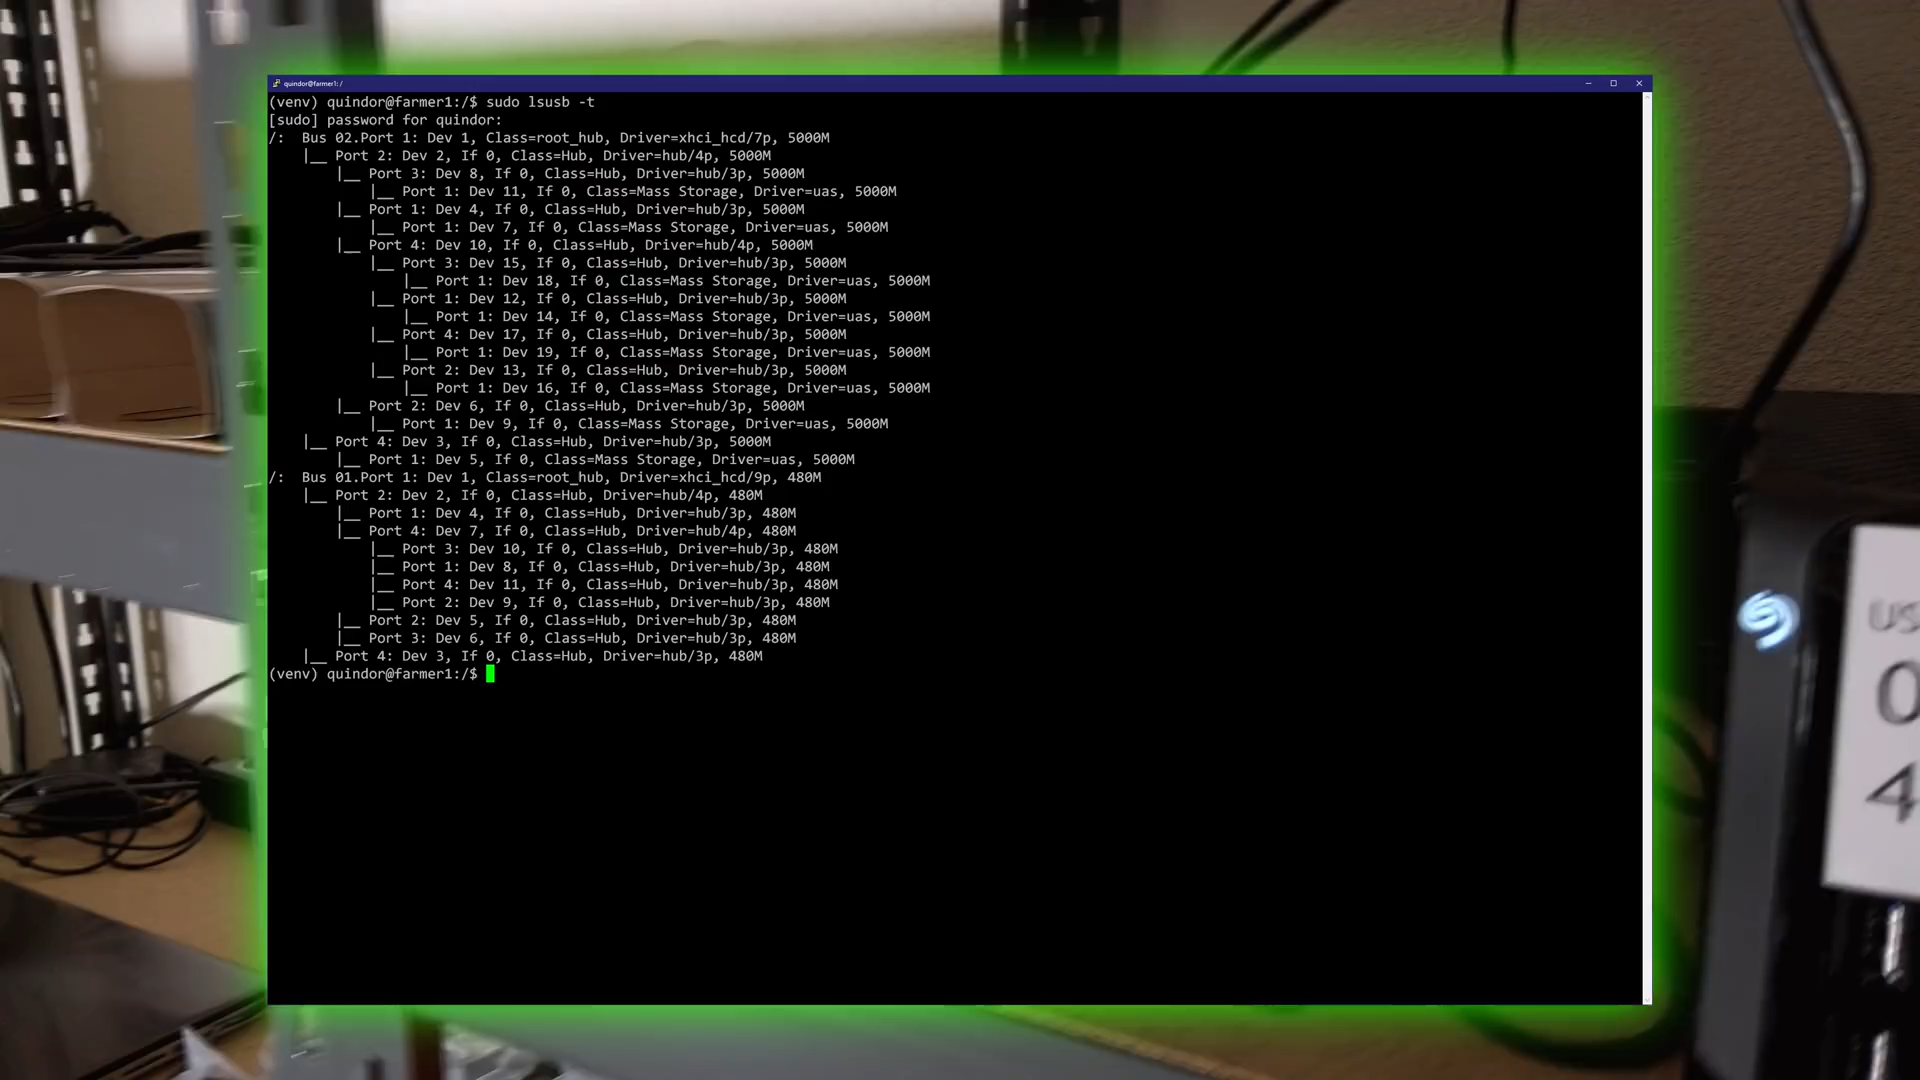 quindor@farmer1: /
(venv) quindor@farmer1:/$ sudo lsusb -t
[sudo] password for quindor:
/:  Bus 02.Port 1: Dev 1, Class=root_hub, Driver=xhci_hcd/7p, 5000M
    |__ Port 2: Dev 2, If 0, Class=Hub, Driver=hub/4p, 5000M
        |__ Port 3: Dev 8, If 0, Class=Hub, Driver=hub/3p, 5000M
            |__ Port 1: Dev 11, If 0, Class=Mass Storage, Driver=uas, 5000M
        |__ Port 1: Dev 4, If 0, Class=Hub, Driver=hub/3p, 5000M
            |__ Port 1: Dev 7, If 0, Class=Mass Storage, Driver=uas, 5000M
        |__ Port 4: Dev 10, If 0, Class=Hub, Driver=hub/4p, 5000M
            |__ Port 3: Dev 15, If 0, Class=Hub, Driver=hub/3p, 5000M
                |__ Port 1: Dev 18, If 0, Class=Mass Storage, Driver=uas, 5000M
            |__ Port 1: Dev 12, If 0, Class=Hub, Driver=hub/3p, 5000M
                |__ Port 1: Dev 14, If 0, Class=Mass Storage, Driver=uas, 5000M
            |__ Port 4: Dev 17, If 0, Class=Hub, Driver=hub/3p, 5000M
                |__ Port 1: Dev 19, If 0, Class=Mass Storage, Driver=uas, 5000M
            |__ Port 2: Dev 13, If 0, Class=Hub, Driver=hub/3p, 5000M
                |__ Port 1: Dev 16, If 0, Class=Mass Storage, Driver=uas, 5000M
        |__ Port 2: Dev 6, If 0, Class=Hub, Driver=hub/3p, 5000M
            |__ Port 1: Dev 9, If 0, Class=Mass Storage, Driver=uas, 5000M
    |__ Port 4: Dev 3, If 0, Class=Hub, Driver=hub/3p, 5000M
        |__ Port 1: Dev 5, If 0, Class=Mass Storage, Driver=uas, 5000M
/:  Bus 01.Port 1: Dev 1, Class=root_hub, Driver=xhci_hcd/9p, 480M
    |__ Port 2: Dev 2, If 0, Class=Hub, Driver=hub/4p, 480M
        |__ Port 1: Dev 4, If 0, Class=Hub, Driver=hub/3p, 480M
        |__ Port 4: Dev 7, If 0, Class=Hub, Driver=hub/4p, 480M
            |__ Port 3: Dev 10, If 0, Class=Hub, Driver=hub/3p, 480M
            |__ Port 1: Dev 8, If 0, Class=Hub, Driver=hub/3p, 480M
            |__ Port 4: Dev 11, If 0, Class=Hub, Driver=hub/3p, 480M
            |__ Port 2: Dev 9, If 0, Class=Hub, Driver=hub/3p, 480M
        |__ Port 2: Dev 5, If 0, Class=Hub, Driver=hub/3p, 480M
        |__ Port 3: Dev 6, If 0, Class=Hub, Driver=hub/3p, 480M
    |__ Port 4: Dev 3, If 0, Class=Hub, Driver=hub/3p, 480M
(venv) quindor@farmer1:/$
US
0
4